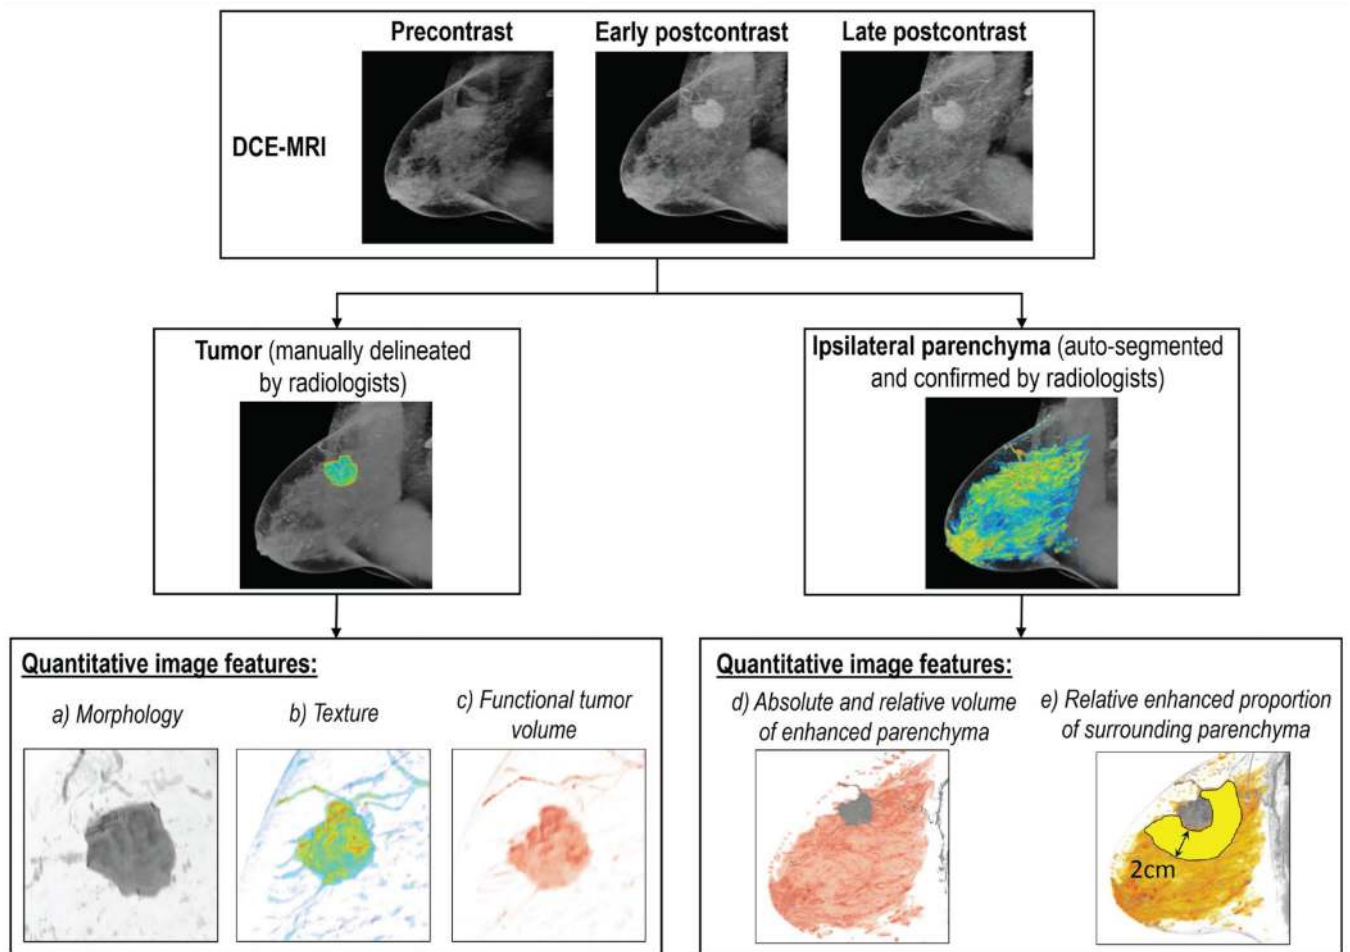 Precontrast
Early postcontrast
Late postcontrast
DCE-MRI
Tumor (manually delineated
by radiologists)
Ipsilateral parenchyma (auto-segmented
and confirmed by radiologists)
Quantitative image features:
a) Morphology
b) Texture
c) Functional tumor
volume
Quantitative image features:
d) Absolute and relative volume
of enhanced parenchyma
e) Relative enhanced proportion
of surrounding parenchyma
2cm